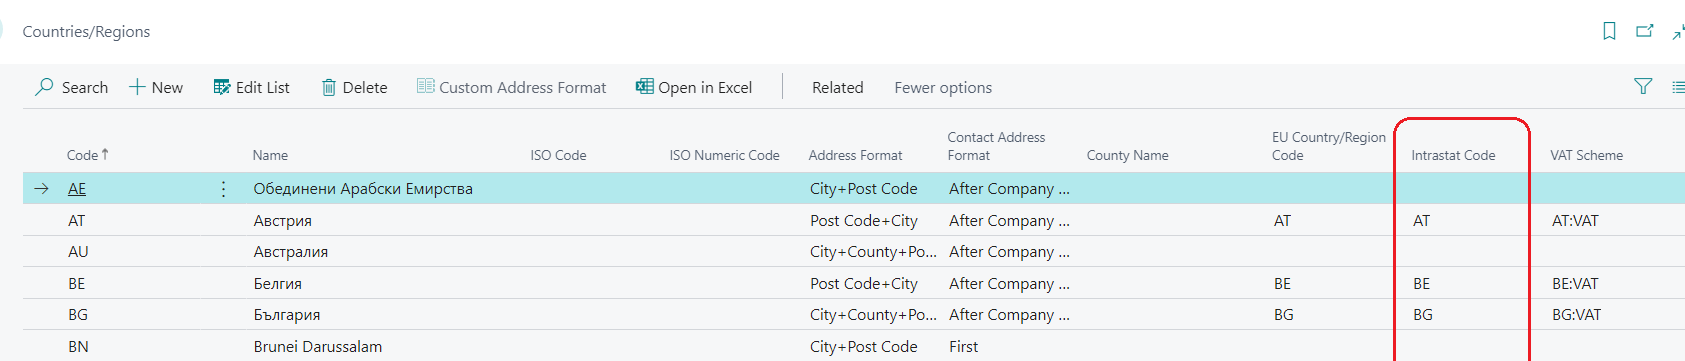 Countries/Regions
Search New Edit List Delete Custom Address Format Open in Excel Related Fewer options
Code Name ISO Code ISO Numeric Code Address Format Contact Address Format County Name EU Country/Region Code Intrastat Code VAT Scheme
AE Обединени Арабски Емирства City+Post Code After Company ...
AT Австрия Post Code+City After Company ... AT AT AT:VAT
AU Австралия City+County+Po... After Company ...
BE Белгия Post Code+City After Company ... BE BE BE:VAT
BG България City+County+Po... After Company ... BG BG BG:VAT
BN Brunei Darussalam City+Post Code First